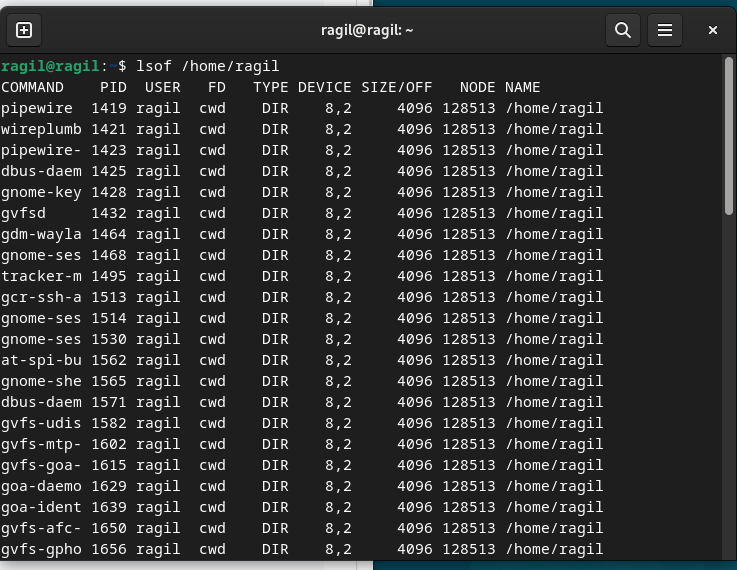 ragil@ragil: ~
ragil@ragil:~$ lsof /home/ragil
COMMAND    PID  USER   FD   TYPE DEVICE SIZE/OFF   NODE NAME
pipewire  1419 ragil  cwd    DIR    8,2     4096 128513 /home/ragil
wireplumb 1421 ragil  cwd    DIR    8,2     4096 128513 /home/ragil
pipewire- 1423 ragil  cwd    DIR    8,2     4096 128513 /home/ragil
dbus-daem 1425 ragil  cwd    DIR    8,2     4096 128513 /home/ragil
gnome-key 1428 ragil  cwd    DIR    8,2     4096 128513 /home/ragil
gvfsd     1432 ragil  cwd    DIR    8,2     4096 128513 /home/ragil
gdm-wayla 1464 ragil  cwd    DIR    8,2     4096 128513 /home/ragil
gnome-ses 1468 ragil  cwd    DIR    8,2     4096 128513 /home/ragil
tracker-m 1495 ragil  cwd    DIR    8,2     4096 128513 /home/ragil
gcr-ssh-a 1513 ragil  cwd    DIR    8,2     4096 128513 /home/ragil
gnome-ses 1514 ragil  cwd    DIR    8,2     4096 128513 /home/ragil
gnome-ses 1530 ragil  cwd    DIR    8,2     4096 128513 /home/ragil
at-spi-bu 1562 ragil  cwd    DIR    8,2     4096 128513 /home/ragil
gnome-she 1565 ragil  cwd    DIR    8,2     4096 128513 /home/ragil
dbus-daem 1571 ragil  cwd    DIR    8,2     4096 128513 /home/ragil
gvfs-udis 1582 ragil  cwd    DIR    8,2     4096 128513 /home/ragil
gvfs-mtp- 1602 ragil  cwd    DIR    8,2     4096 128513 /home/ragil
gvfs-goa- 1615 ragil  cwd    DIR    8,2     4096 128513 /home/ragil
goa-daemo 1629 ragil  cwd    DIR    8,2     4096 128513 /home/ragil
goa-ident 1639 ragil  cwd    DIR    8,2     4096 128513 /home/ragil
gvfs-afc- 1650 ragil  cwd    DIR    8,2     4096 128513 /home/ragil
gvfs-gpho 1656 ragil  cwd    DIR    8,2     4096 128513 /home/ragil